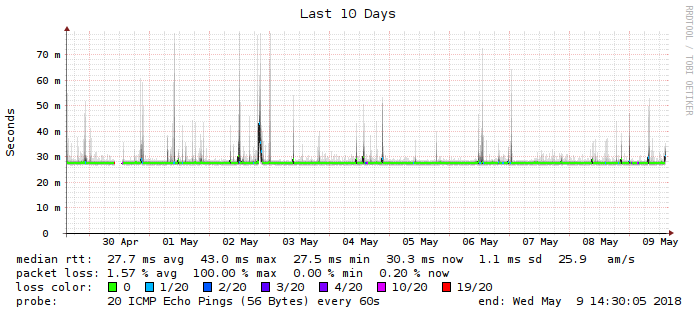 Last 10 Days
RRDTOOL / TOBI OETIKER
Seconds
70 m
60 m
50 m
40 m
30 m
20 m
10 m
0
30 Apr 01 May 02 May 03 May 04 May 05 May 06 May 07 May 08 May 09 May
median rtt: 27.7 ms avg 43.0 ms max 27.5 ms min 30.3 ms now 1.1 ms sd 25.9 am/s
packet loss: 1.57 % avg 100.00 % max 0.00 % min 0.20 % now
loss color: 0 1/20 2/20 3/20 4/20 10/20 19/20
probe: 20 ICMP Echo Pings (56 Bytes) every 60s end: Wed May 9 14:30:05 2018